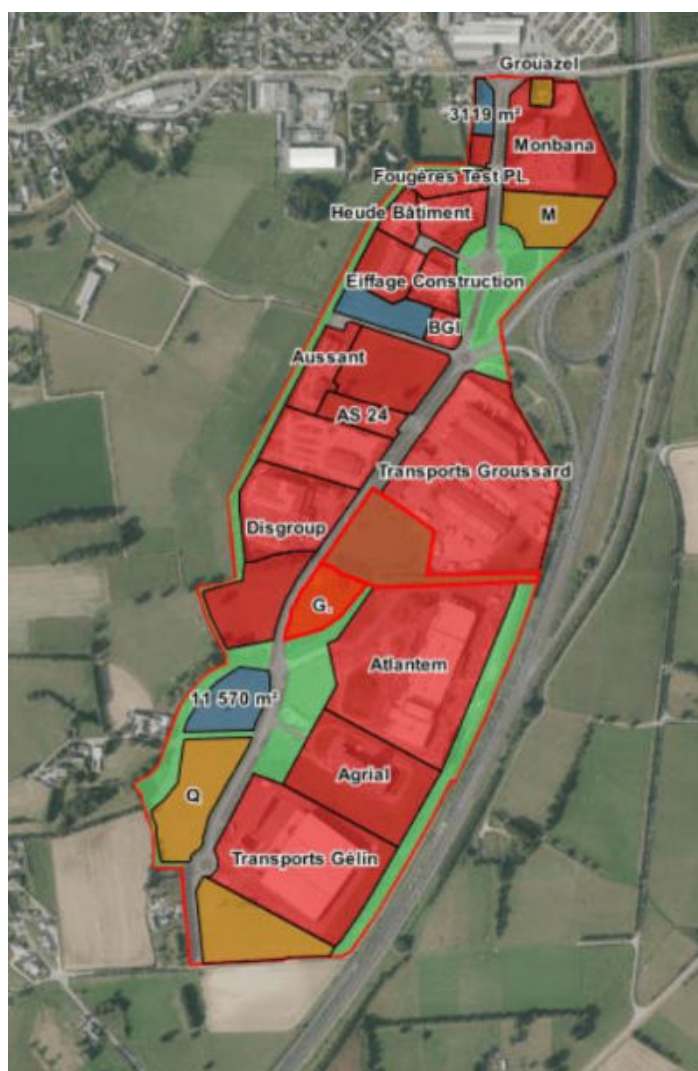 Grouazel
3119 m²
Monbana
Fougères Test PL
Heude Bâtiment
M
Eiffage Construction
BGI
Aussant
AS 24
Transports Groussard
Disgroup
G.
Atlantem
11 570 m²
Agrial
Q
Transports Gélin